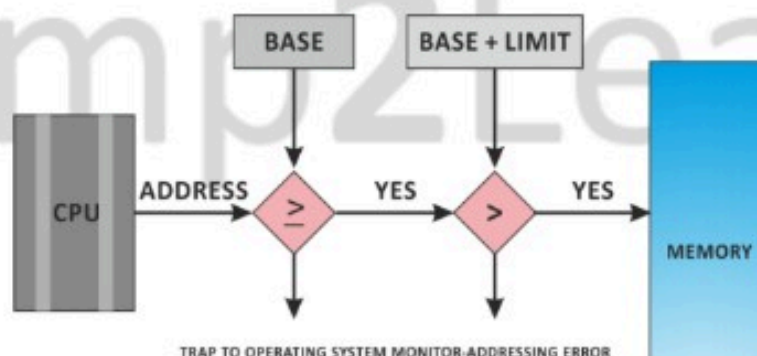 BASE
BASE + LIMIT
CPU
ADDRESS
≥
YES
>
YES
MEMORY
TRAP TO OPERATING SYSTEM MONITOR-ADDRESSING ERROR